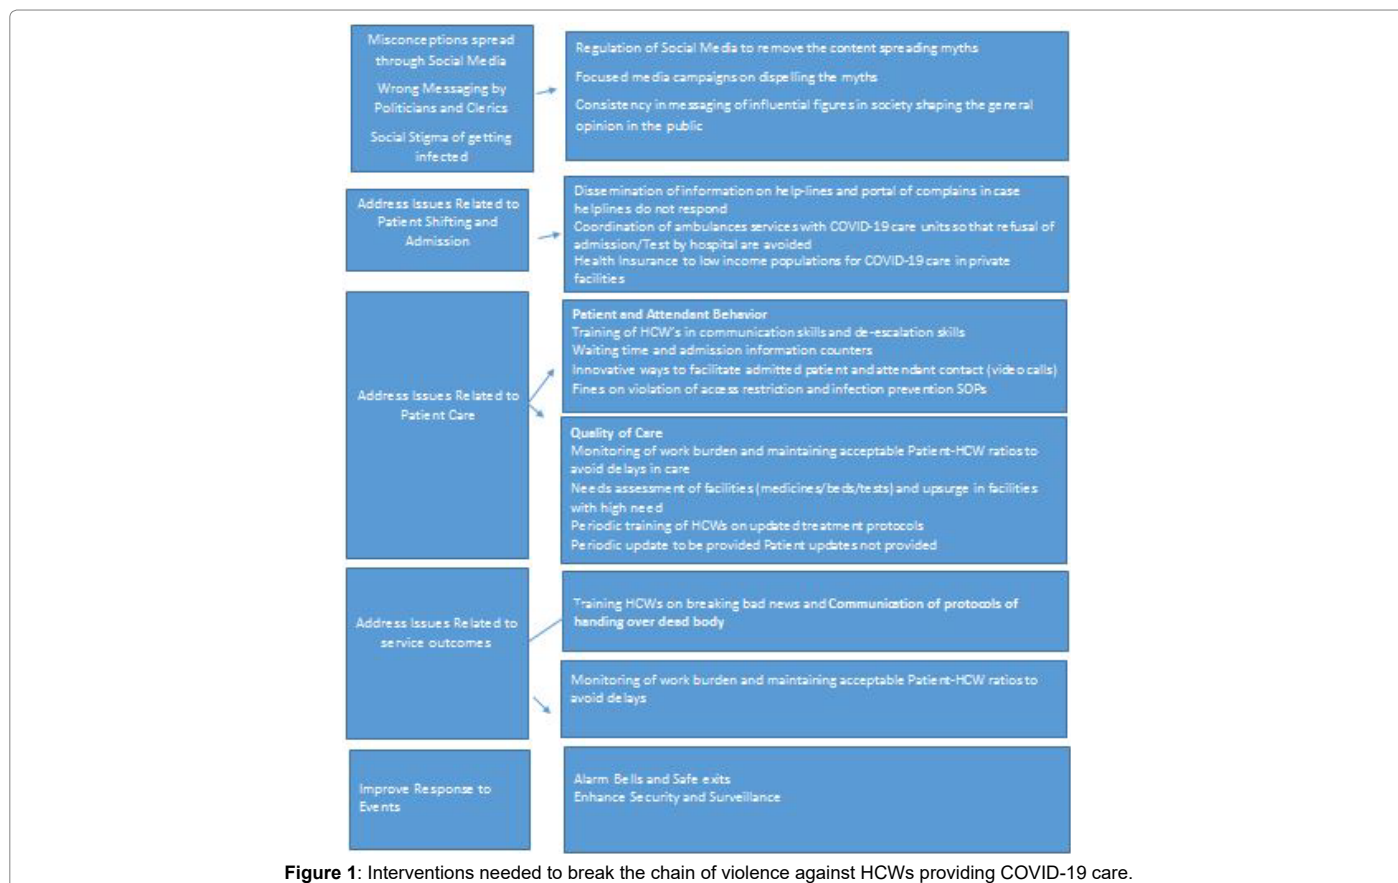 Misconceptions spread
through Social Media
Wrong Messaging by
Politicians and Clerics
Social Stigma of getting
infected
Regulation of Social Media to remove the content spreading myths
Focused media campaigns on dispelling the myths
Consistency in messaging of influential figures in society shaping the general
opinion in the public
Address Issues Related to
Patient Shifting and
Admission
Dissemination of information on help-lines and portal of complains in case
helplines do not respond
Coordination of ambulances services with COVID-19 care units so that refusal of
admission/Test by hospital are avoided
Health Insurance to low income populations for COVID-19 care in private
facilities
Address Issues Related to
Patient Care
Patient and Attendant Behavior
Training of HCW's in communication skills and de-escalation skills
Waiting time and admission information counters
Innovative ways to facilitate admitted patient and attendant contact (video calls)
Fines on violation of access restriction and infection prevention SOPs
Quality of Care
Monitoring of work burden and maintaining acceptable Patient-HCW ratios to
avoid delays in care
Needs assessment of facilities (medicines/beds/tests) and upsurge in facilities
with high need
Periodic training of HCWs on updated treatment protocols
Periodic update to be provided Patient updates not provided
Address Issues Related to
service outcomes
Training HCWs on breaking bad news and Communication of protocols of
handing over dead body
Monitoring of work burden and maintaining acceptable Patient-HCW ratios to
avoid delays
Improve Response to
Events
Alarm Bells and Safe exits
Enhance Security and Surveillance
Figure 1: Interventions needed to break the chain of violence against HCWs providing COVID-19 care.